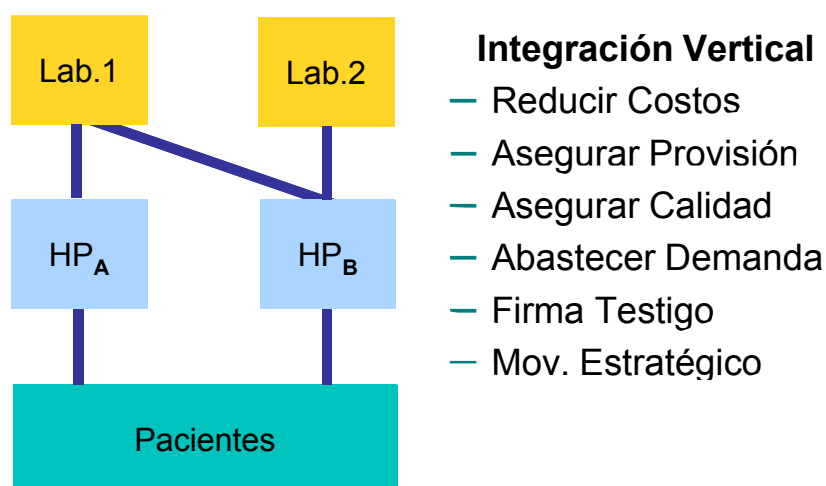 Lab.1
Lab.2
HPA
HPB
Pacientes
Integración Vertical
– Reducir Costos
– Asegurar Provisión
– Asegurar Calidad
– Abastecer Demanda
– Firma Testigo
– Mov. Estratégico